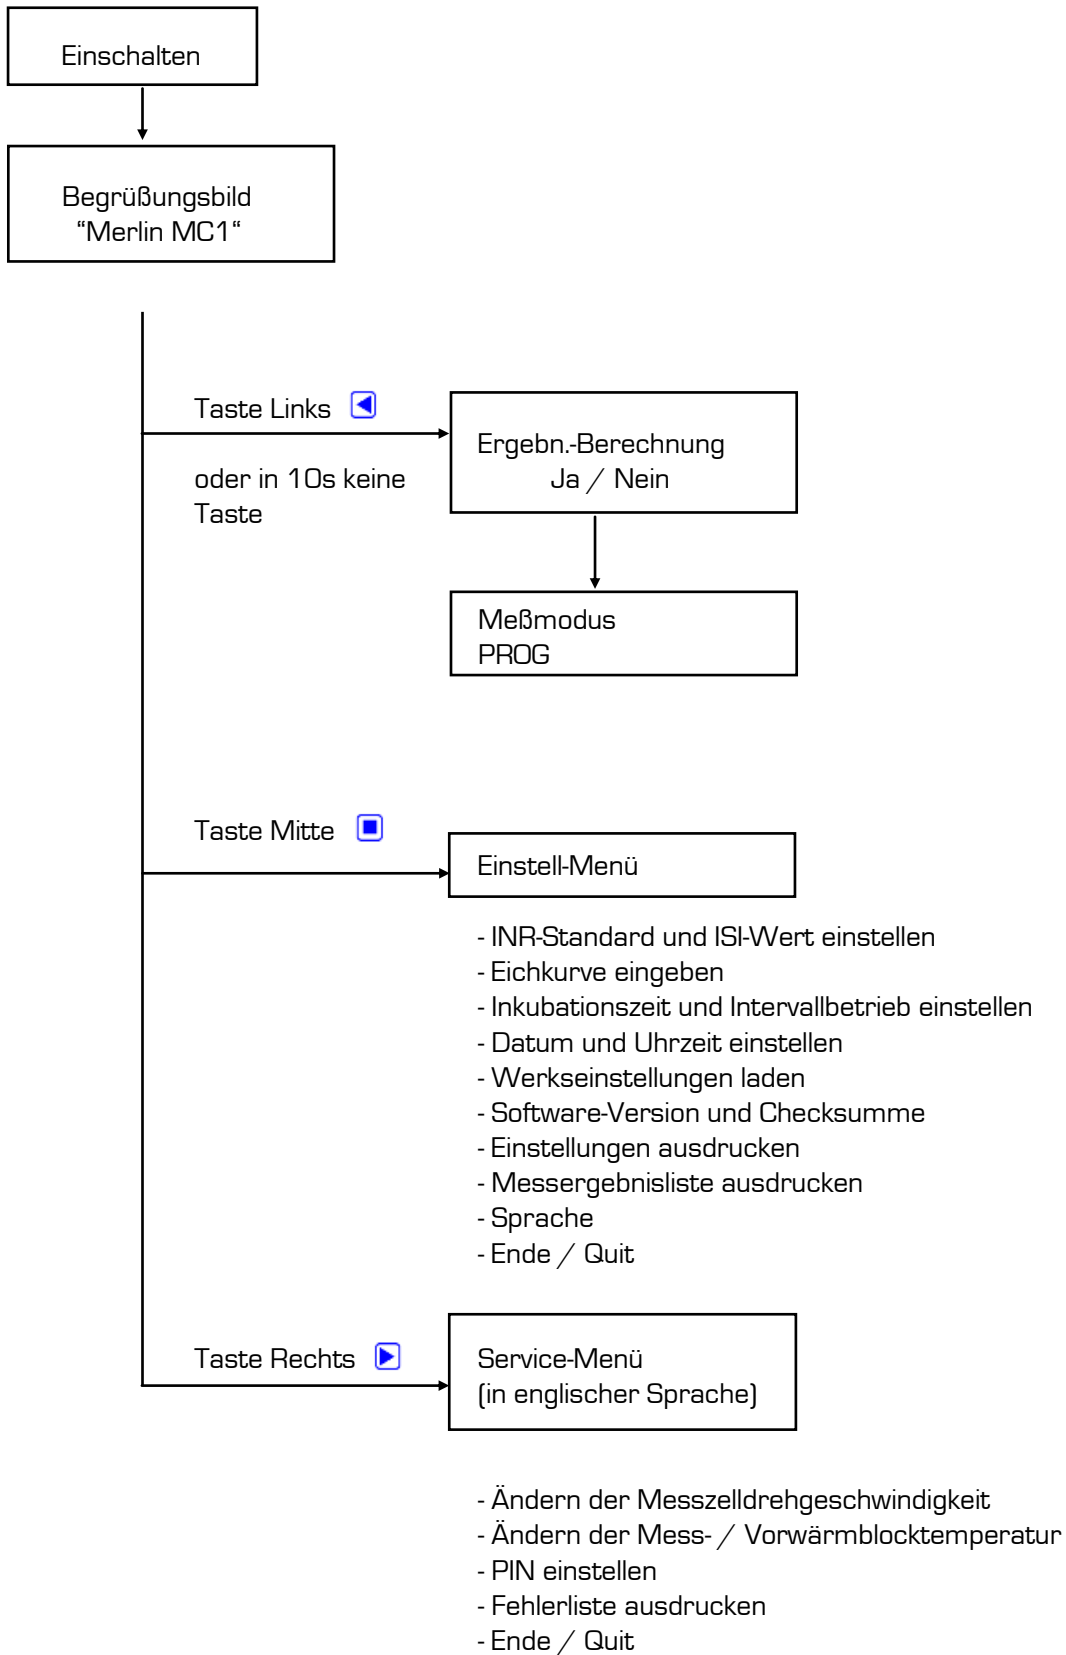 Einschalten
Begrüßungsbild
“Merlin MC1“
Taste Links
oder in 10s keine
Taste
Ergebn.-Berechnung
Ja / Nein
Meßmodus
PROG
Taste Mitte
Einstell-Menü
- INR-Standard und ISI-Wert einstellen
- Eichkurve eingeben
- Inkubationszeit und Intervallbetrieb einstellen
- Datum und Uhrzeit einstellen
- Werkseinstellungen laden
- Software-Version und Checksumme
- Einstellungen ausdrucken
- Messergebnisliste ausdrucken
- Sprache
- Ende / Quit
Taste Rechts
Service-Menü
(in englischer Sprache)
- Ändern der Messzelldrehgeschwindigkeit
- Ändern der Mess- / Vorwärmblocktemperatur
- PIN einstellen
- Fehlerliste ausdrucken
- Ende / Quit